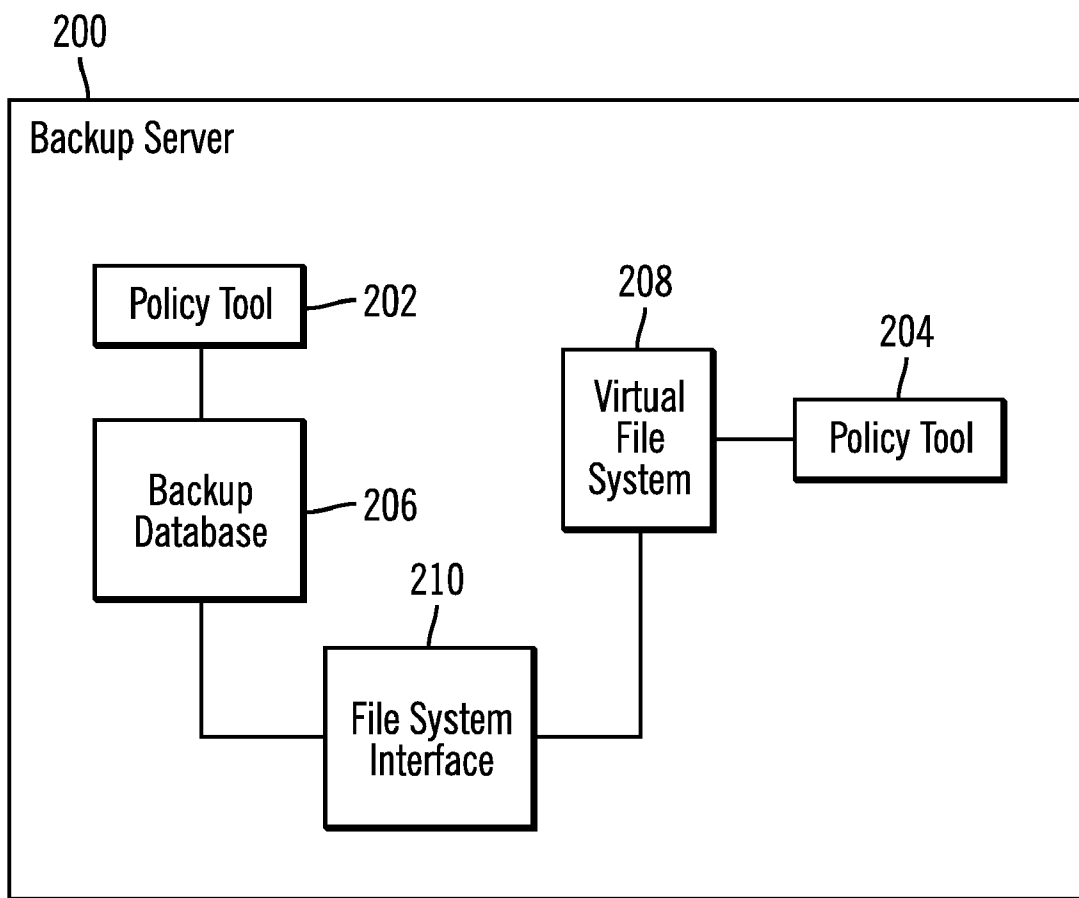 200
Backup Server
Policy Tool
202
208
204
Virtual
File
System
Policy Tool
Backup
Database
206
210
File System
Interface